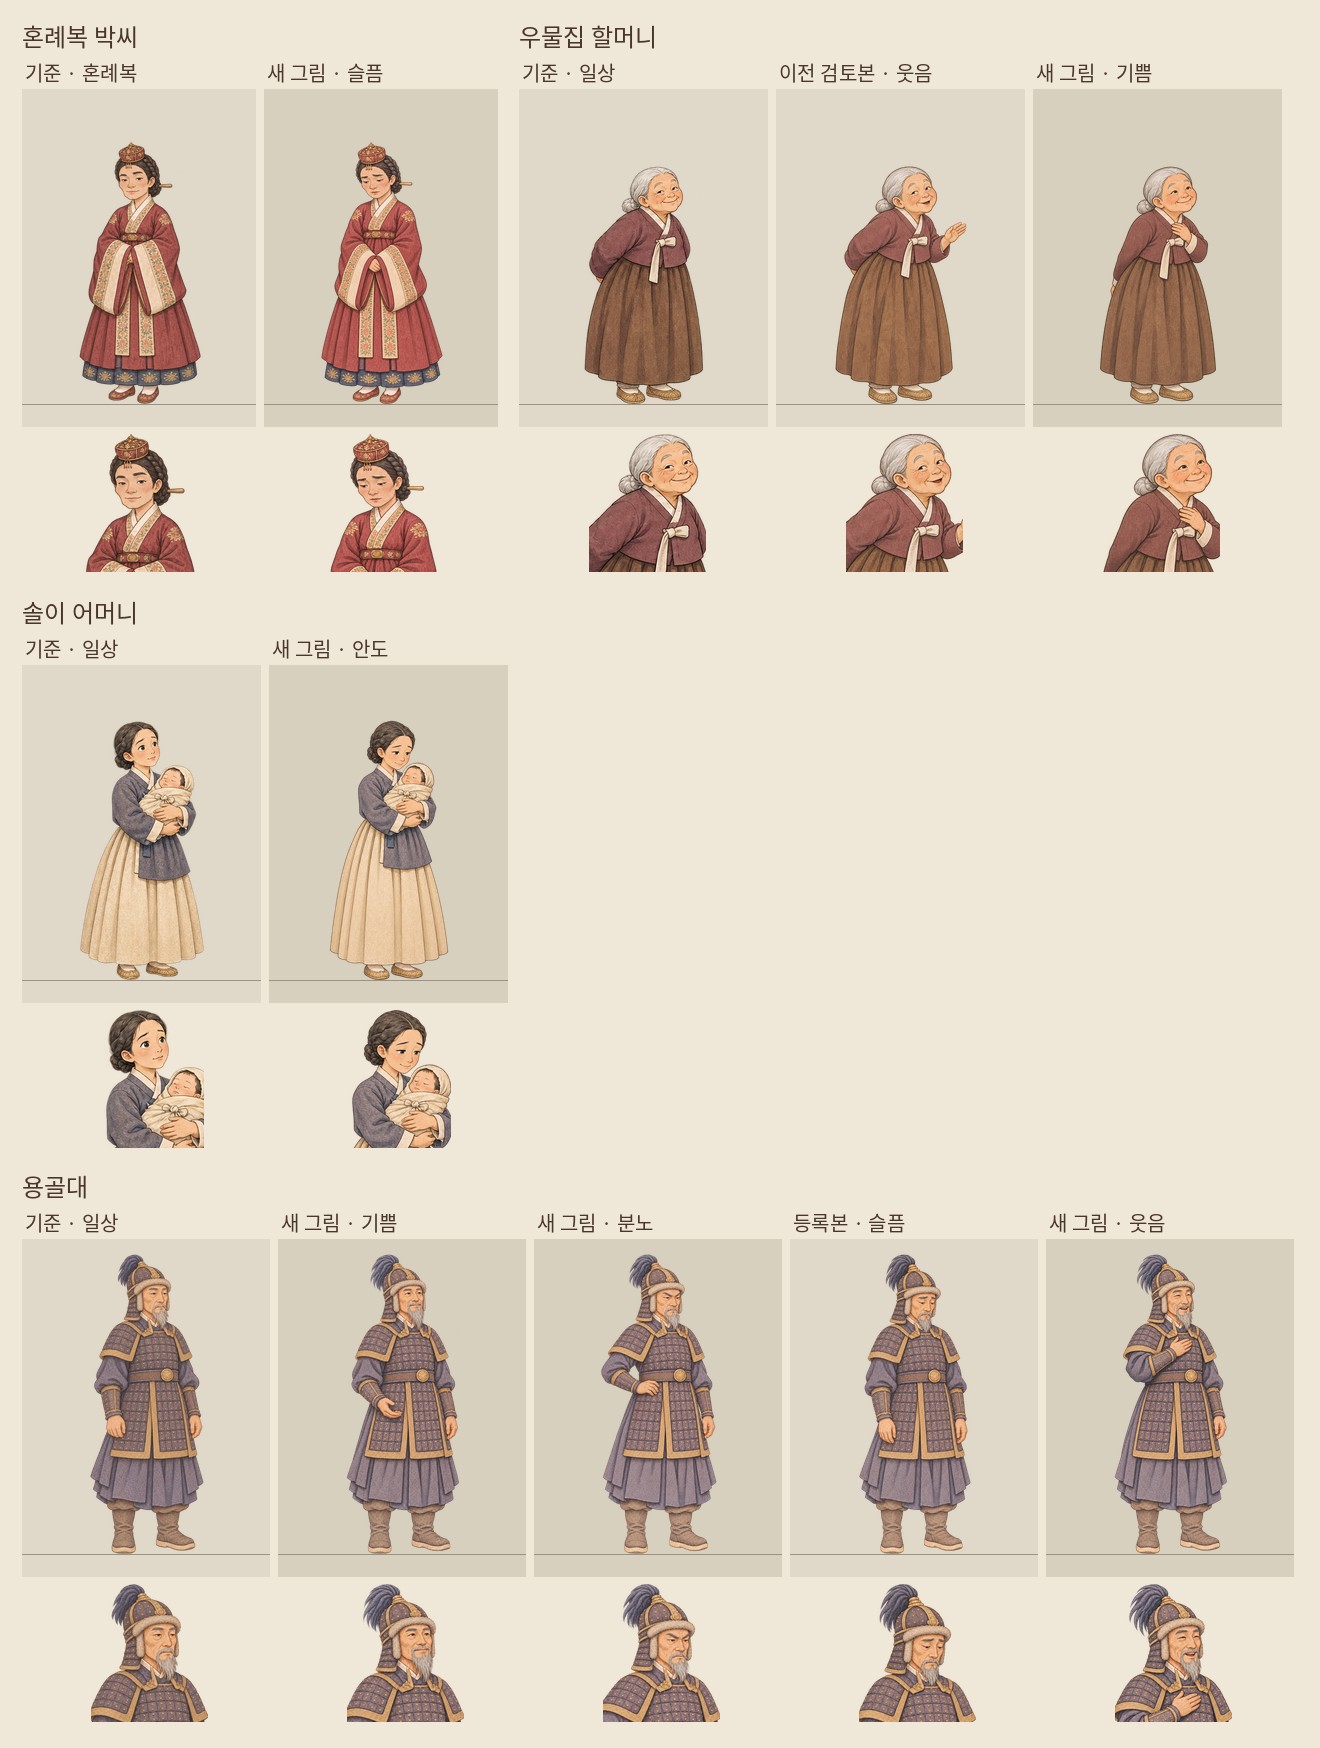 혼례복 박씨
기준 · 혼례복
새 그림 · 슬픔
우물집 할머니
기준 · 일상
이전 검토본 · 웃음
새 그림 · 기쁨
솔이 어머니
기준 · 일상
새 그림 · 안도
용골대
기준 · 일상
새 그림 · 기쁨
새 그림 · 분노
등록본 · 슬픔
새 그림 · 웃음